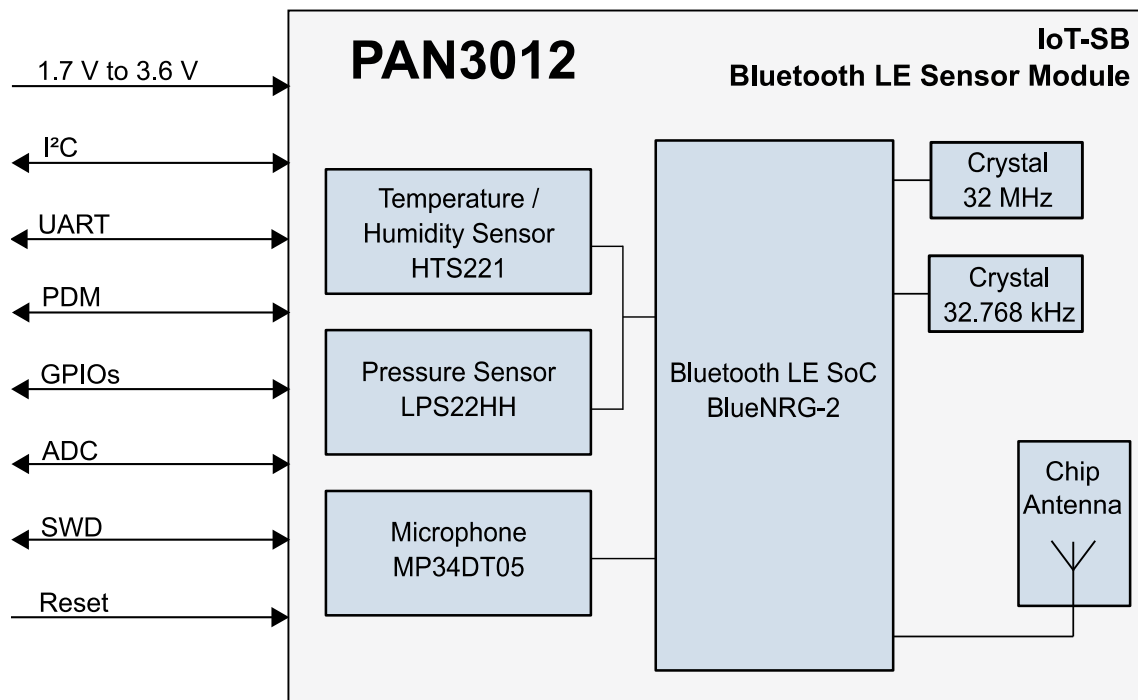 PAN3012
IoT-SB
Bluetooth LE Sensor Module
1.7 V to 3.6 V
I²C
UART
PDM
GPIOs
ADC
SWD
Reset
Temperature /
Humidity Sensor
HTS221
Pressure Sensor
LPS22HH
Microphone
MP34DT05
Bluetooth LE SoC
BlueNRG-2
Crystal
32 MHz
Crystal
32.768 kHz
Chip
Antenna